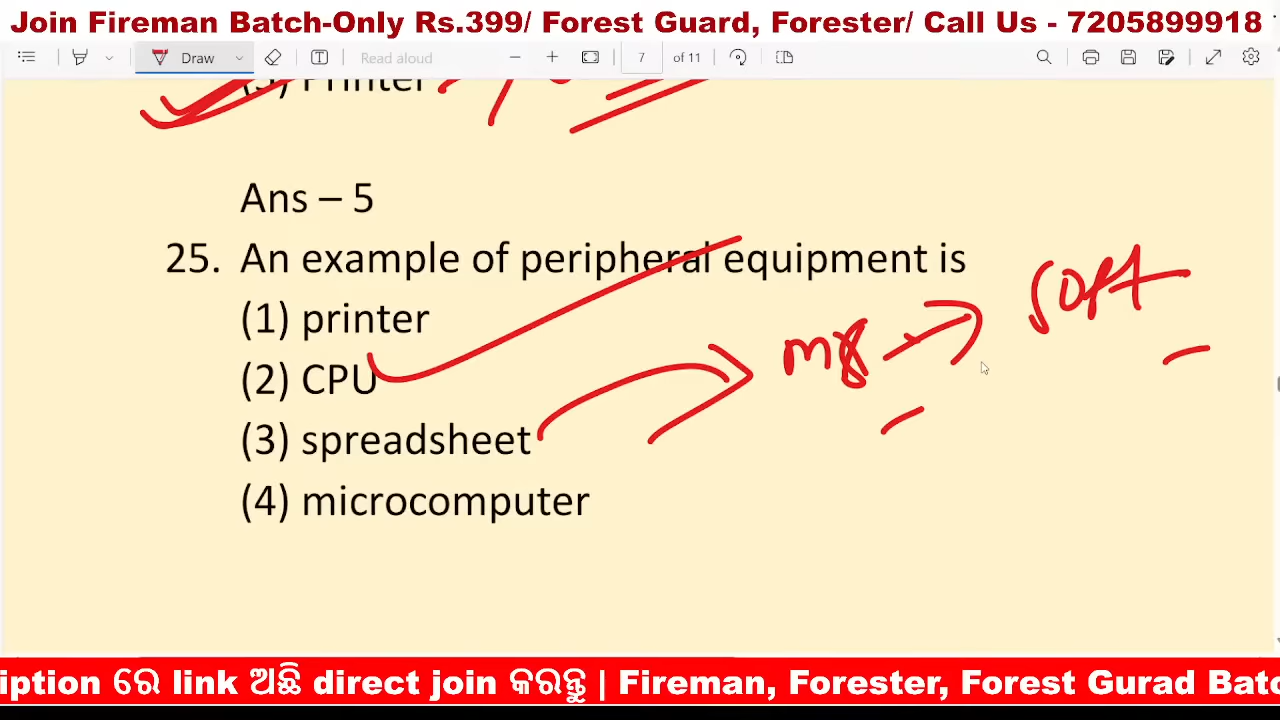 Join Fireman Batch-Only Rs.399/ Forest Guard, Forester/ Call Us - 7205899918
Draw
Read aloud
7
of 11
(5) Printer
Ans – 5
25. An example of peripheral equipment is
(1) printer
(2) CPU
(3) spreadsheet
(4) microcomputer
soft
iption ରେ link ଅଛି direct join କରନ୍ତୁ | Fireman, Forester, Forest Gurad Batc